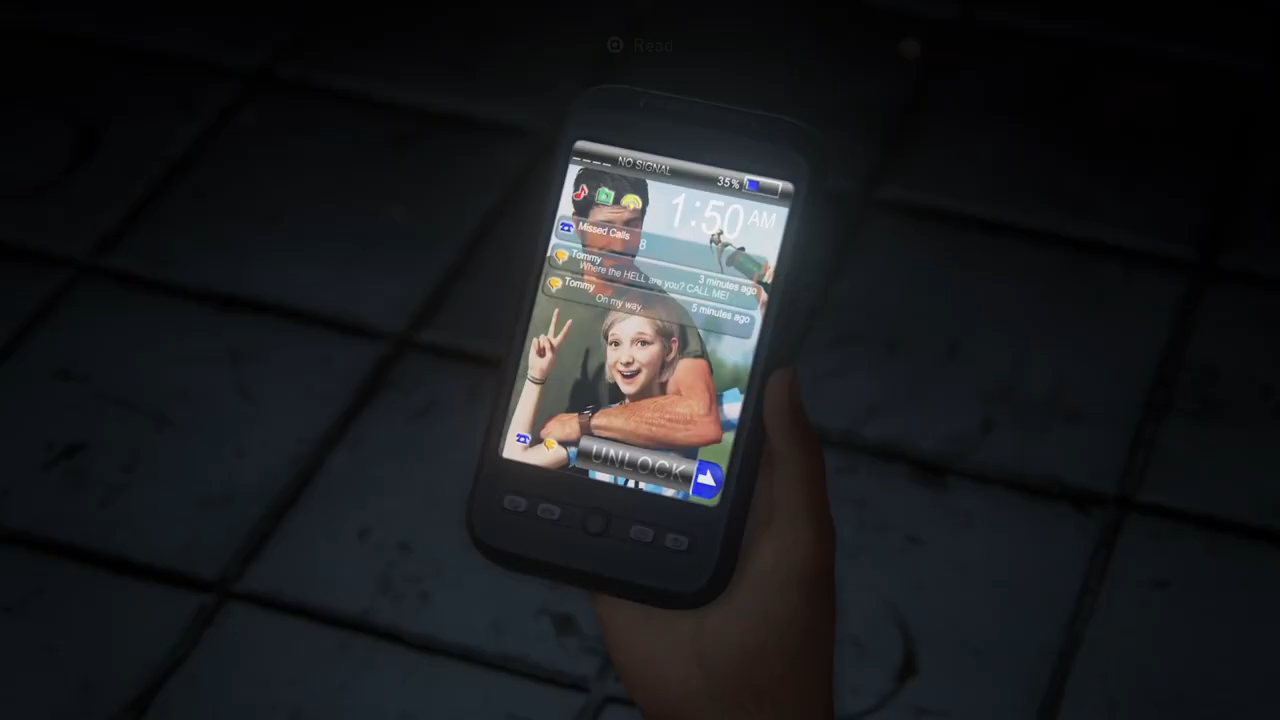 Read
NO SIGNAL
35%
1:50 AM
Missed Calls
8
Tommy
3 minutes ago
Where the HELL are you? CALL ME!
Tommy
5 minutes ago
On my way
UNLOCK